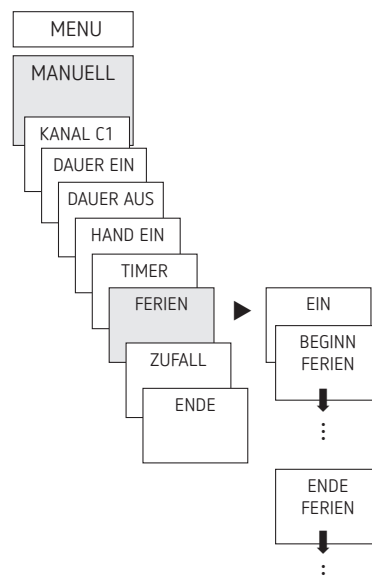 MENU
MANUELL
KANAL C1
DAUER EIN
DAUER AUS
HAND EIN
TIMER
FERIEN
ZUFALL
ENDE
EIN
BEGINN
FERIEN
ENDE
FERIEN